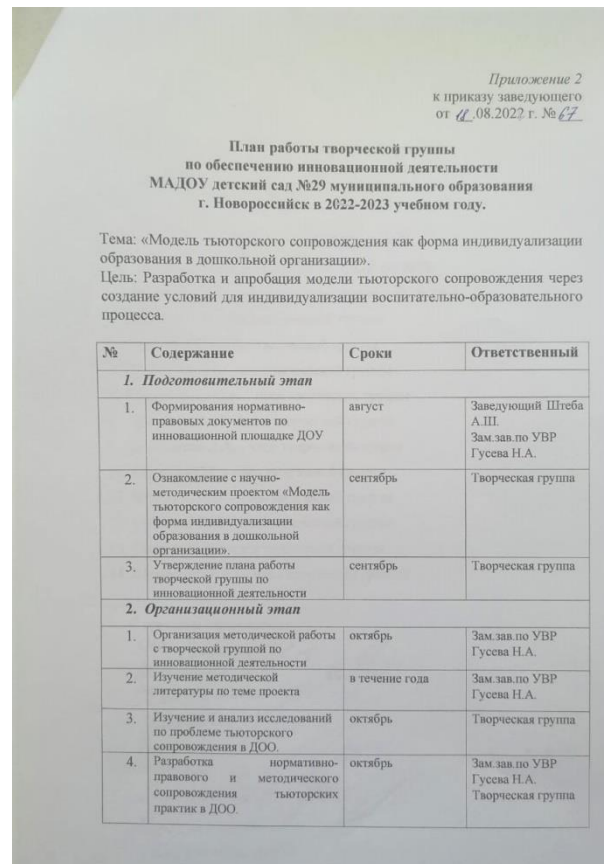 Приложение 2
к приказу заведующего
от 18.08.2022 г. № 67
План работы творческой группы
по обеспечению инновационной деятельности
МАДОУ детский сад №29 муниципального образования
г. Новороссийск в 2022-2023 учебном году.
Тема: «Модель тьюторского сопровождения как форма индивидуализации
образования в дошкольной организации».
Цель: Разработка и апробация модели тьюторского сопровождения через
создание условий для индивидуализации воспитательно-образовательного
процесса.
№ Содержание Сроки Ответственный
1. Подготовительный этап
1. Формирования нормативно- август Заведующий Штеба
правовых документов по А.Ш.
инновационной площадке ДОУ Зам.зав.по УВР
Гусева Н.А.
2. Ознакомление с научно- сентябрь Творческая группа
методическим проектом «Модель
тьюторского сопровождения как
форма индивидуализации
образования в дошкольной
организации».
3. Утверждение плана работы сентябрь Творческая группа
творческой группы по
инновационной деятельности
2. Организационный этап
1. Организация методической работы октябрь Зам.зав.по УВР
с творческой группой по Гусева Н.А.
инновационной деятельности
2. Изучение методической в течение года Зам.зав.по УВР
литературы по теме проекта Гусева Н.А.
3. Изучение и анализ исследований октябрь Творческая группа
по проблеме тьюторского
сопровождения в ДОО.
4. Разработка нормативно- октябрь Зам.зав.по УВР
правового и методического Гусева Н.А.
сопровождения тьюторских Творческая группа
практик в ДОО.